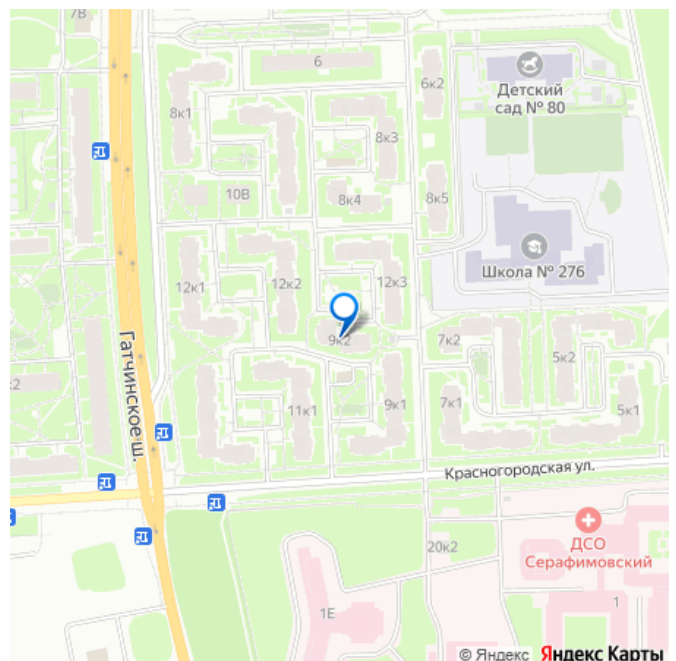 7В
6
6к2
Детский
сад № 80
8к1
8к3
10В
8к4
8к5
Школа № 276
12к1
12к2
12к3
9к2
7к2
5к2
Гатчинское ш.
к2
11к1
9к1
7к1
5к1
Красногородская ул.
ДСО
Серафимовский
20к2
1Е
1
© Яндекс Яндекс Карты